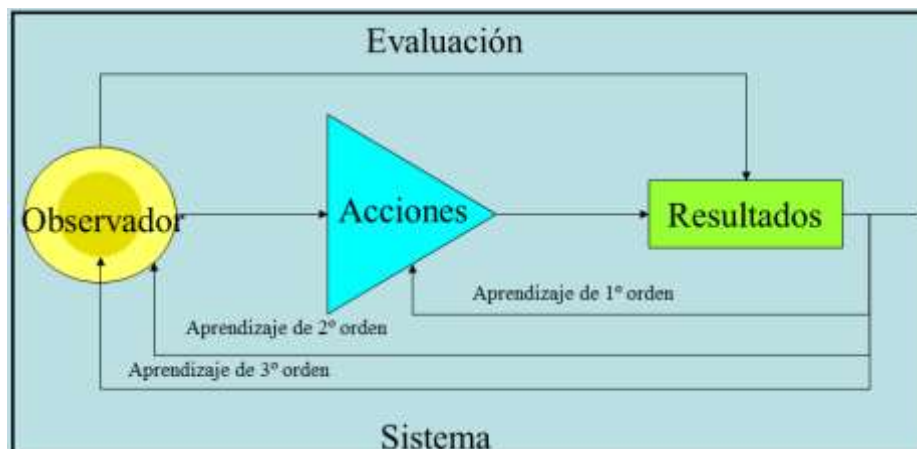 Evaluación
Observador
Acciones
Resultados
Aprendizaje de 1º orden
Aprendizaje de 2º orden
Aprendizaje de 3º orden
Sistema